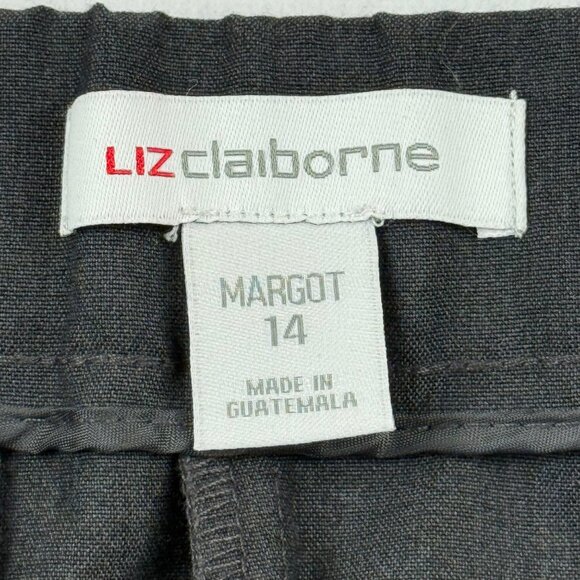 LIZclaiborne
MARGOT
14
MADE IN
GUATEMALA